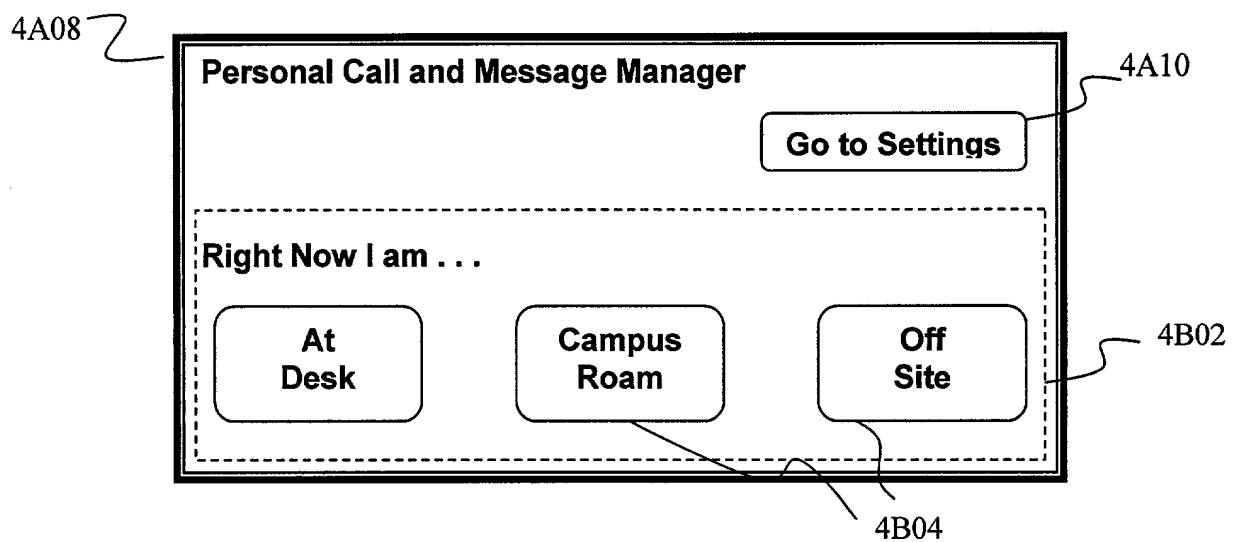 4A08
Personal Call and Message Manager
4A10
Go to Settings
Right Now I am . . .
At
Desk
Campus
Roam
Off
Site
4B02
4B04